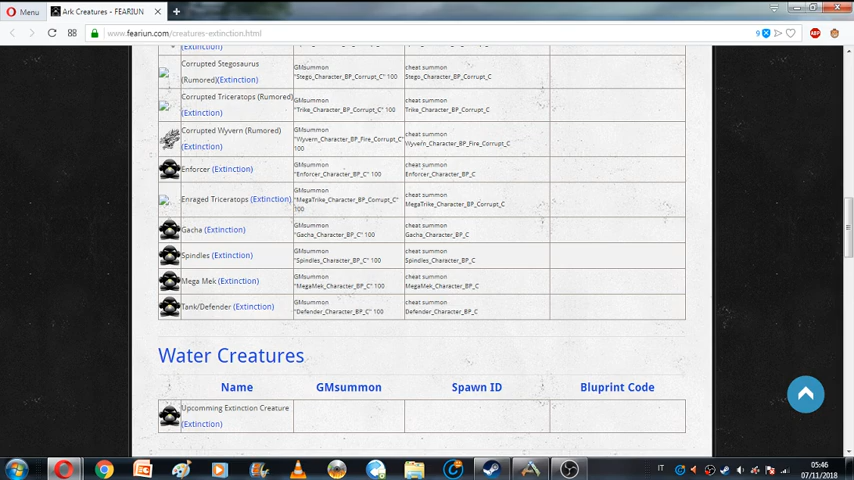 Menu
Ark Creatures - FEARIUN
www.feariun.com/creatures-extinction.html
9
ABP
(Extinction)
Corrupted Stegosaurus
(Rumored)(Extinction)
GMsummon
"Stego_Character_BP_Corrupt_C" 100
cheat summon
Stego_Character_BP_Corrupt_C
Corrupted Triceratops (Rumored)
(Extinction)
GMsummon
"Trike_Character_BP_Corrupt_C" 100
cheat summon
Trike_Character_BP_Corrupt_C
Corrupted Wyvern (Rumored)
(Extinction)
GMsummon
"Wyvern_Character_BP_Fire_Corrupt_C"
100
cheat summon
Wyvern_Character_BP_Fire_Corrupt_C
Enforcer (Extinction)
GMsummon
"Enforcer_Character_BP_C" 100
cheat summon
Enforcer_Character_BP_C
Enraged Triceratops (Extinction)
GMsummon
"MegaTrike_Character_BP_Corrupt_C"
100
cheat summon
MegaTrike_Character_BP_Corrupt_C
Gacha (Extinction)
GMsummon
"Gacha_Character_BP_C" 100
cheat summon
Gacha_Character_BP_C
Spindles (Extinction)
GMsummon
"Spindles_Character_BP_C" 100
cheat summon
Spindles_Character_BP_C
Mega Mek (Extinction)
GMsummon
"MegaMek_Character_BP_C" 100
cheat summon
MegaMek_Character_BP_C
Tank/Defender (Extinction)
GMsummon
"Defender_Character_BP_C" 100
cheat summon
Defender_Character_BP_C
Water Creatures
Name GMsummon Spawn ID Bluprint Code
Upcomming Extinction Creature
(Extinction)
IT
05:46
07/11/2018